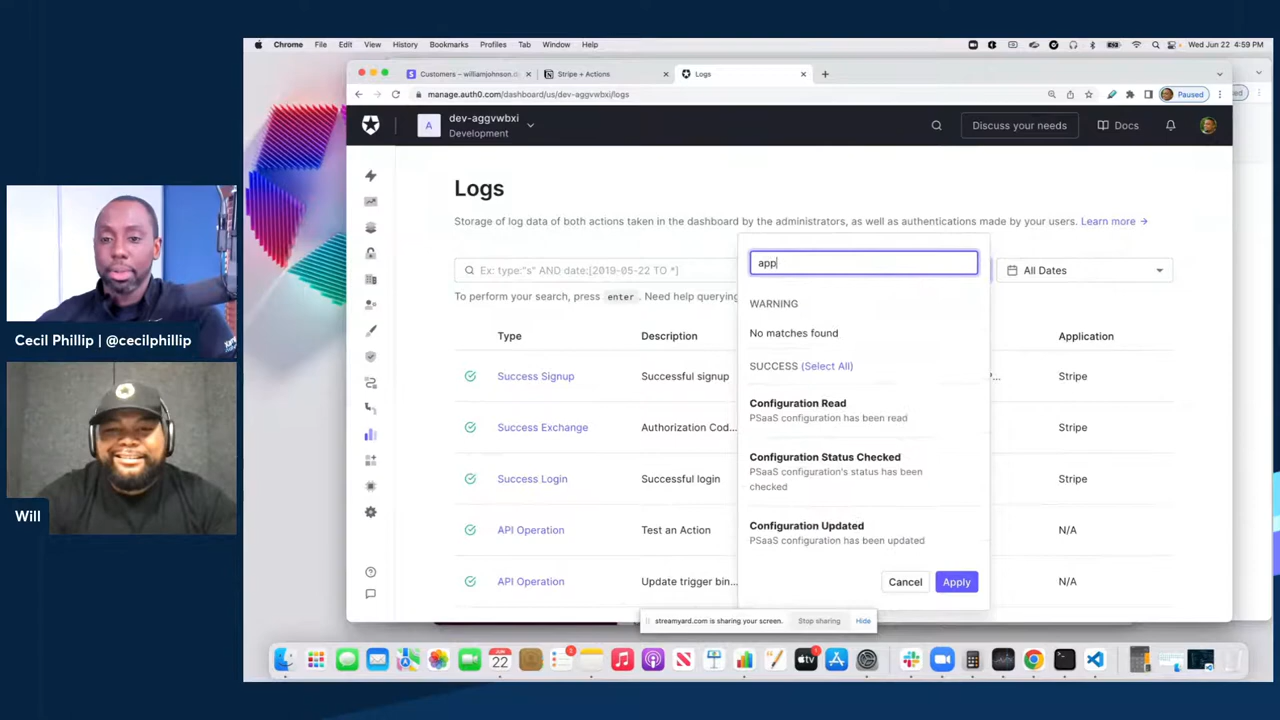 Chrome File Edit View History Bookmarks Profiles Tab Window Help
Wed Jun 22 4:59 PM
Customers – williamjohnson.d
Stripe + Actions
Logs
manage.auth0.com/dashboard/us/dev-aggvwbxi/logs
Paused
A
dev-aggvwbxi
Development
Discuss your needs
Docs
Logs
Storage of log data of both actions taken in the dashboard by the administrators, as well as authentications made by your users. Learn more →
Ex: type:"s" AND date:[2019-05-22 TO *]
All Dates
To perform your search, press enter. Need help querying
Type Description Application
Success Signup Successful signup P... Stripe
Success Exchange Authorization Cod... Stripe
Success Login Successful login Stripe
API Operation Test an Action N/A
API Operation Update trigger bin... N/A
app
WARNING
No matches found
SUCCESS (Select All)
Configuration Read
PSaaS configuration has been read
Configuration Status Checked
PSaaS configuration's status has been
checked
Configuration Updated
PSaaS configuration has been updated
Cancel Apply
streamyard.com is sharing your screen. Stop sharing Hide
Cecil Phillip | @cecilphillip
Will
JUN
22
tv